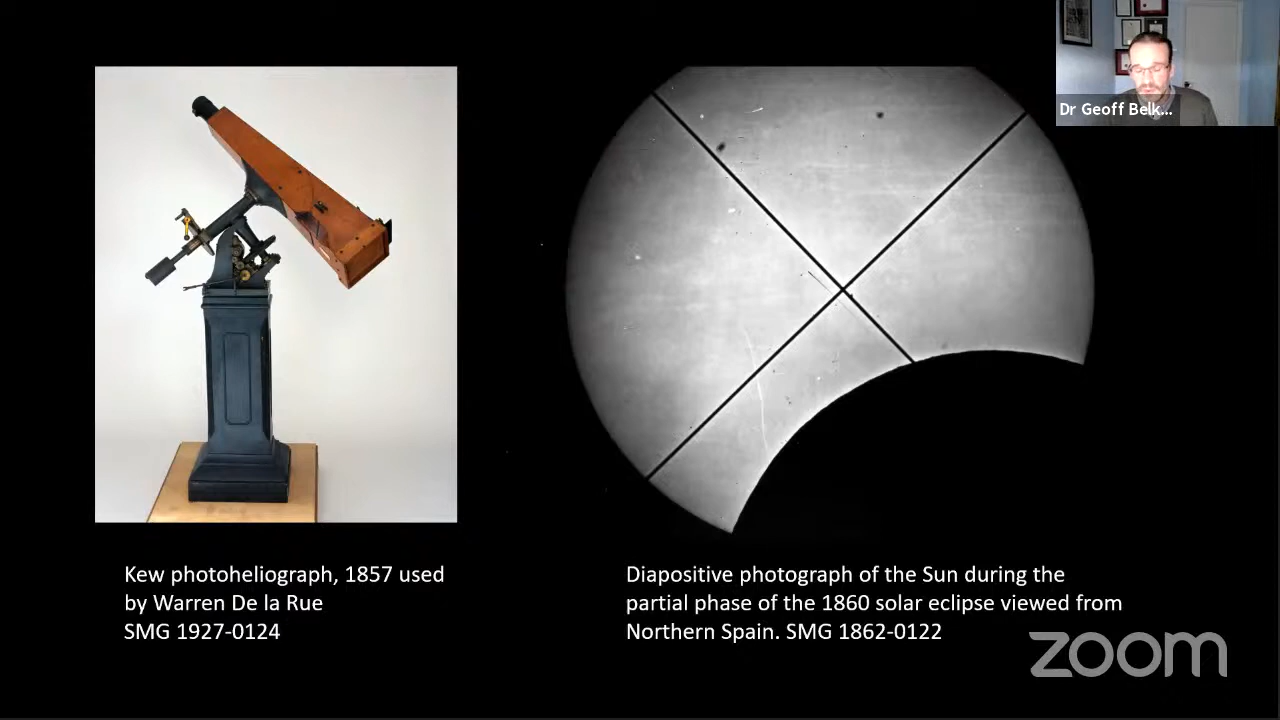 Dr Geoff Belk...
Kew photoheliograph, 1857 used
by Warren De la Rue
SMG 1927-0124
Diapositive photograph of the Sun during the
partial phase of the 1860 solar eclipse viewed from
Northern Spain. SMG 1862-0122
zoom